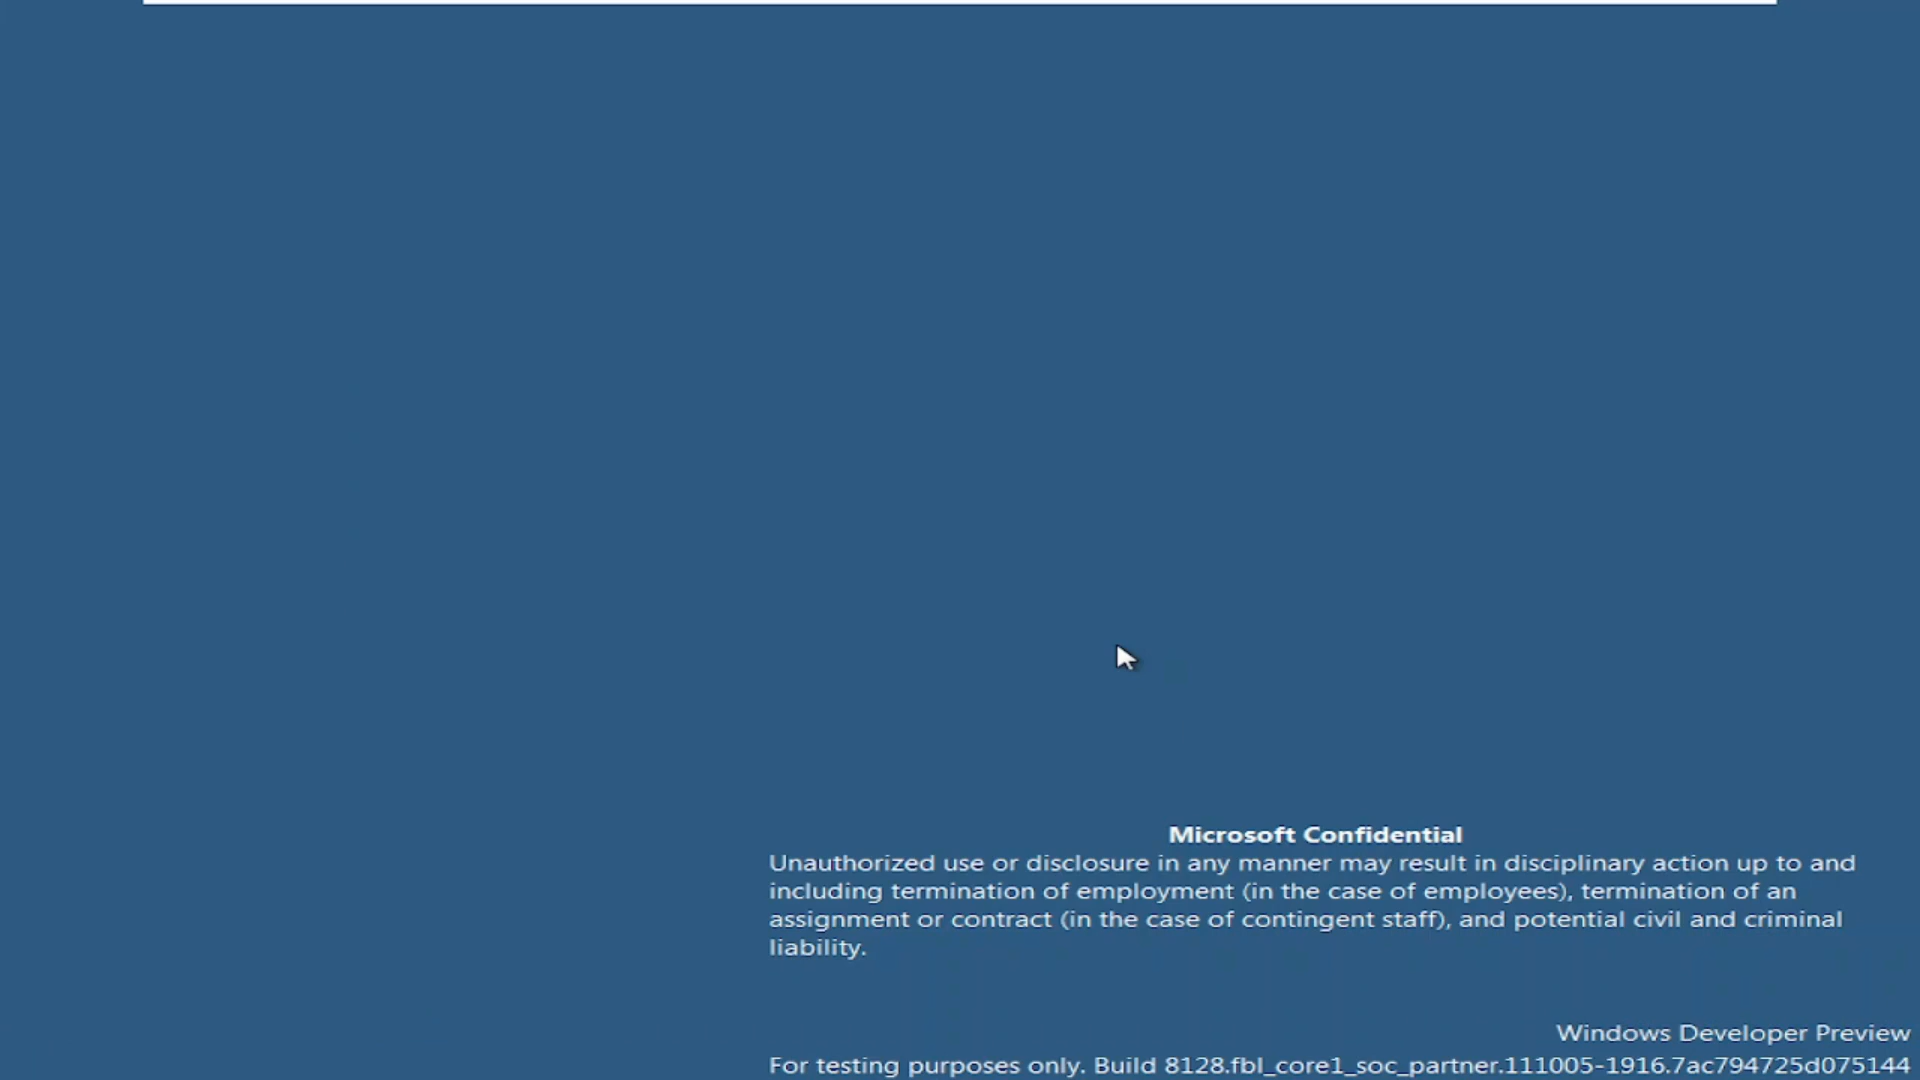 Microsoft Confidential
Unauthorized use or disclosure in any manner may result in disciplinary action up to and
including termination of employment (in the case of employees), termination of an
assignment or contract (in the case of contingent staff), and potential civil and criminal
liability.
Windows Developer Preview
For testing purposes only. Build 8128.fbl_core1_soc_partner.111005-1916.7ac794725d075144